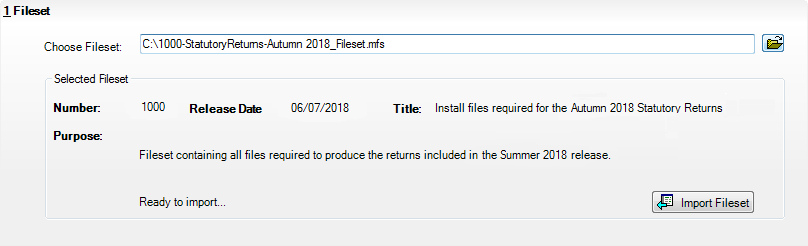 1 Fileset
Choose Fileset: C:\1000-StatutoryReturns-Autumn 2018_Fileset.mfs
Selected Fileset
Number: 1000 Release Date 06/07/2018 Title: Install files required for the Autumn 2018 Statutory Returns
Purpose:
Fileset containing all files required to produce the returns included in the Summer 2018 release.
Ready to import... Import Fileset